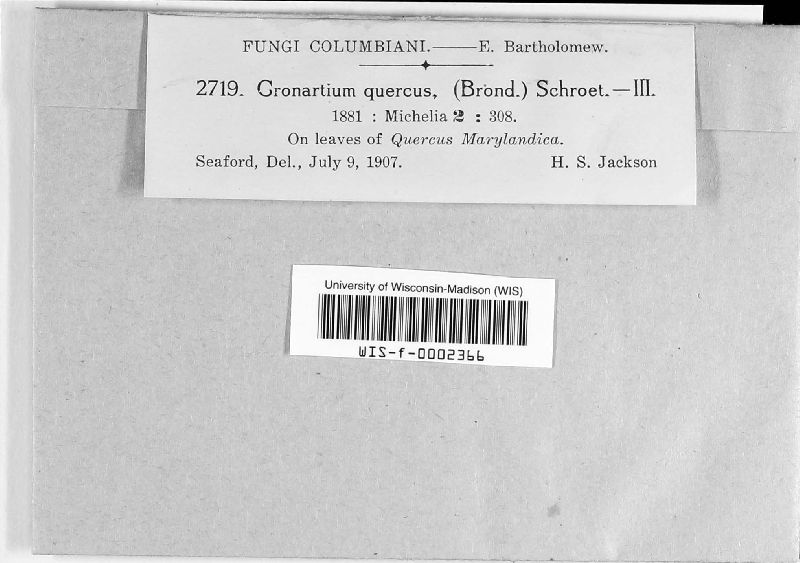 FUNGI COLUMBIANI.——E. Bartholomew.
2719. Cronartium quercus, (Brond.) Schroet.—III.
1881 : Michelia 2 : 308.
On leaves of Quercus Marylandica.
Seaford, Del., July 9, 1907. H. S. Jackson
University of Wisconsin-Madison (WIS)
WIS-f-0002366